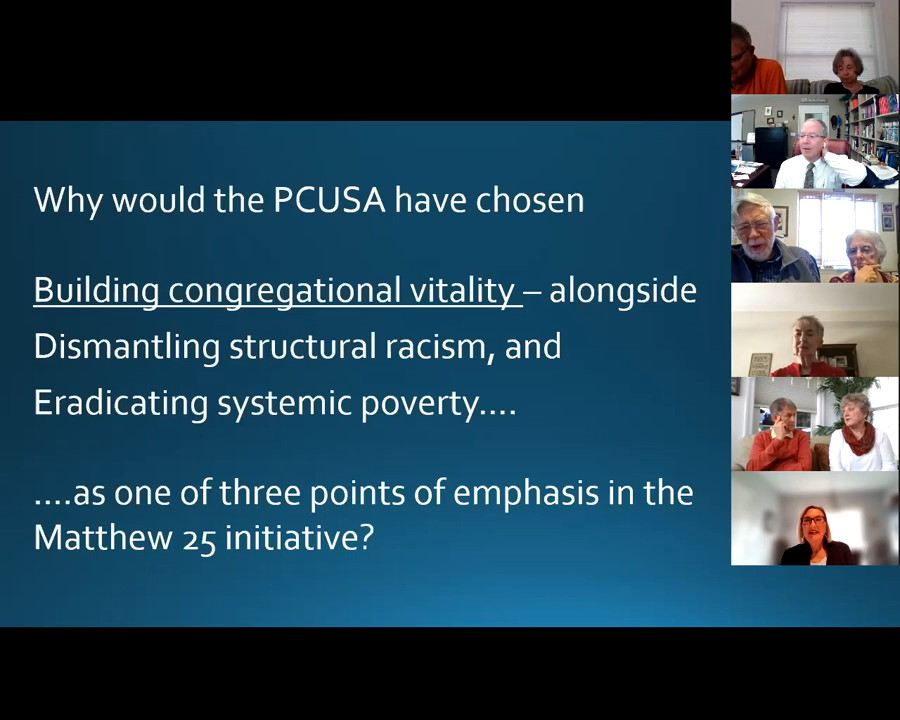 Why would the PCUSA have chosen
Building congregational vitality – alongside
Dismantling structural racism, and
Eradicating systemic poverty....
....as one of three points of emphasis in the
Matthew 25 initiative?